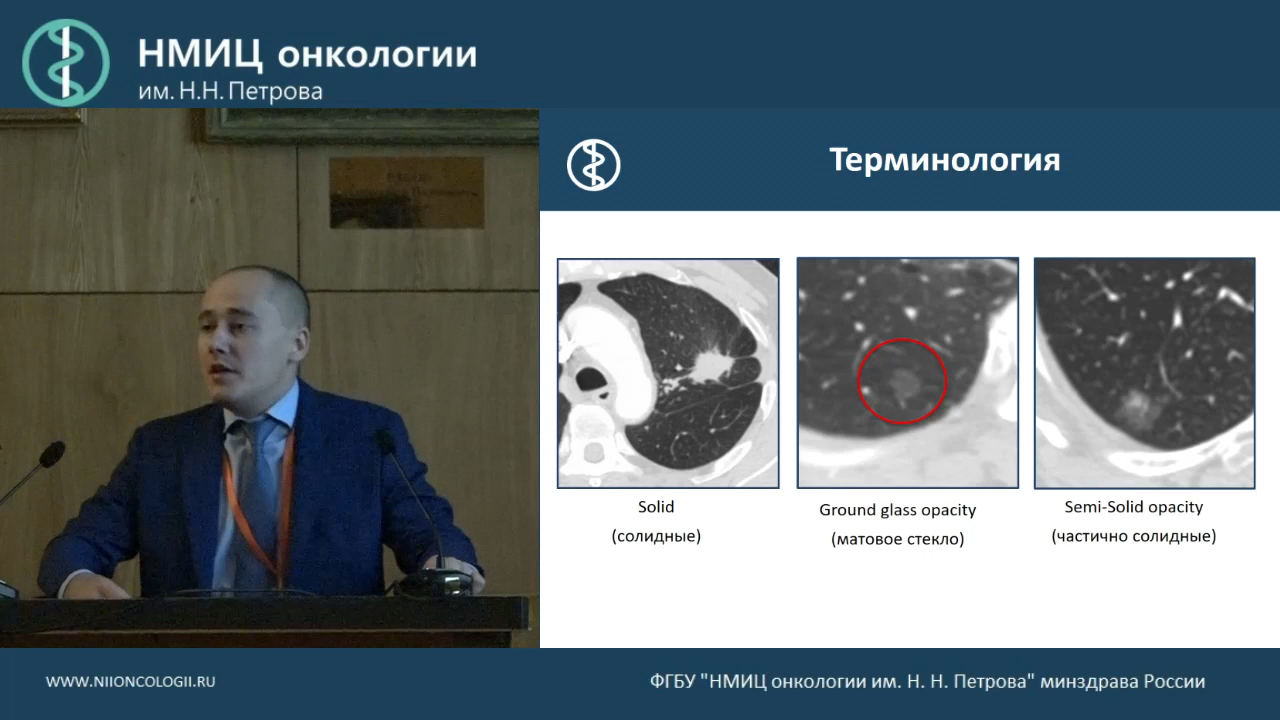 НМИЦ онкологии
им. Н.Н. Петрова
Терминология
Solid
(солидные)
Ground glass opacity
(матовое стекло)
Semi-Solid opacity
(частично солидные)
WWW.NIIONCOLOGII.RU
ФГБУ "НМИЦ онкологии им. Н. Н. Петрова" минздрава России